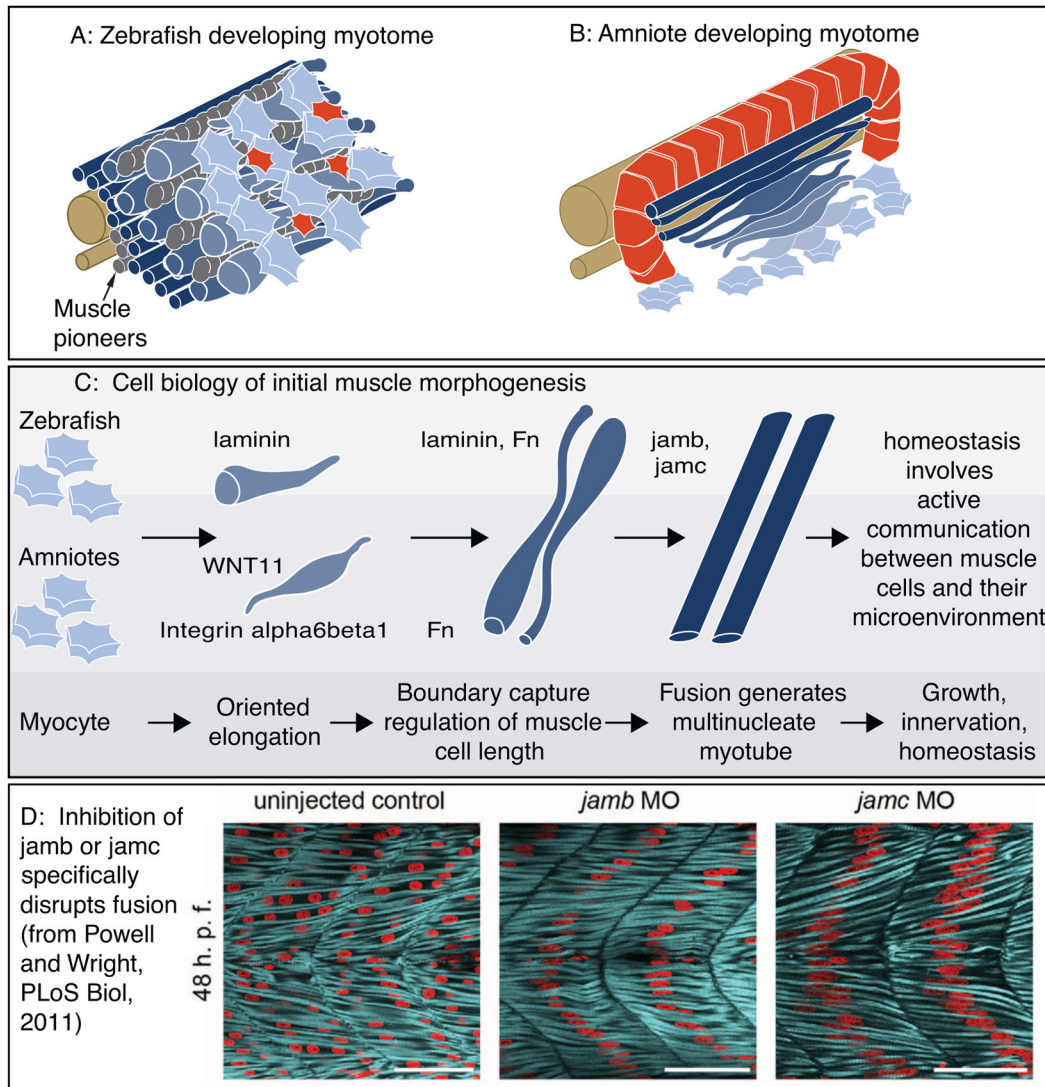 A: Zebrafish developing myotome
B: Amniote developing myotome
Muscle
pioneers
C: Cell biology of initial muscle morphogenesis
Zebrafish
laminin
laminin, Fn
jamb,
jamc
homeostasis
involves
active
communication
between muscle
cells and their
microenvironment
Amniotes
WNT11
Integrin alpha6beta1
Fn
Myocyte
Oriented
elongation
Boundary capture
regulation of muscle
cell length
Fusion generates
multinucleate
myotube
Growth,
innervation,
homeostasis
D: Inhibition of
jamb or jamc
specifically
disrupts fusion
(from Powell
and Wright,
PLoS Biol,
2011)
uninjected control
jamb MO
jamc MO
48 h. p. f.